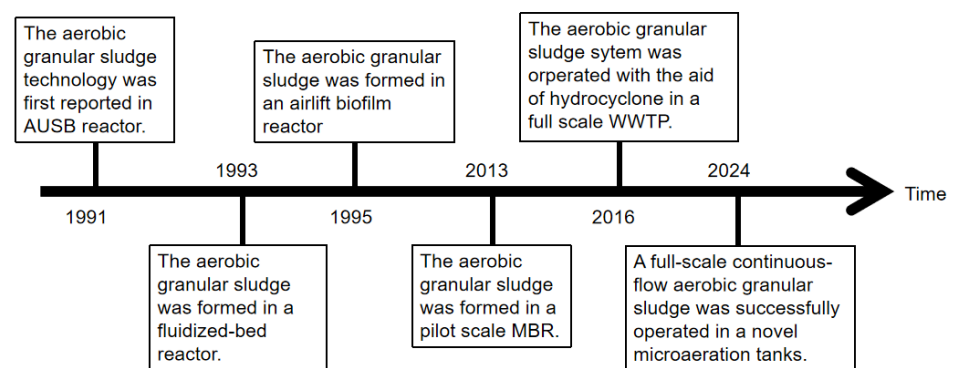 The aerobic
granular sludge
technology was
first reported in
AUSB reactor.
The aerobic granular
sludge was formed in
an airlift biofilm
reactor
The aerobic granular
sludge sytem was
orperated with the aid
of hydrocyclone in a
full scale WWTP.
1993
2013
2024
Time
1991
1995
2016
The aerobic
granular sludge
was formed in a
fluidized-bed
reactor.
The aerobic
granular sludge
was formed in a
pilot scale MBR.
A full-scale continuous-
flow aerobic granular
sludge was successfully
operated in a novel
microaeration tanks.